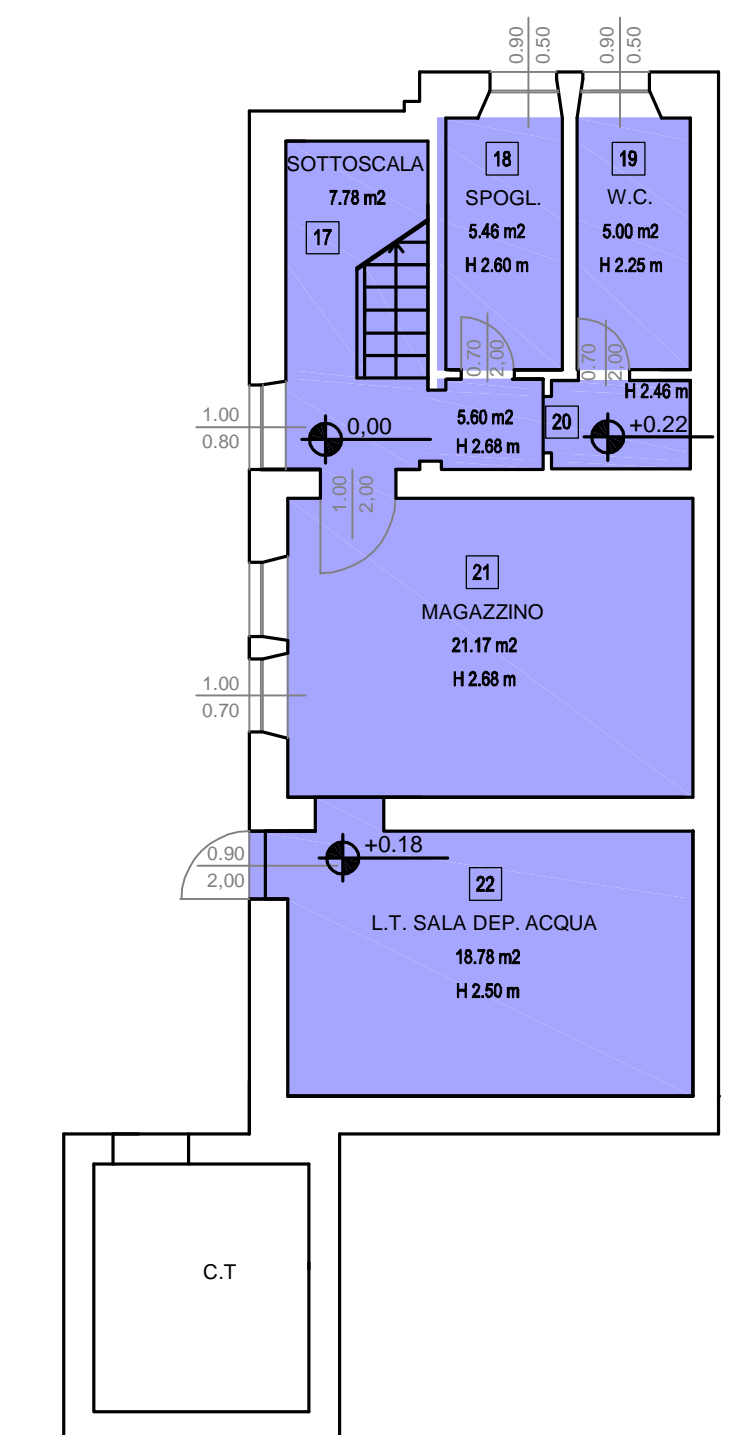 0.90
0.50
0.90
0.50
SOTTOSCALA
7.78 m2
17
18
SPOGL.
5.46 m2
H 2.60 m
19
W.C.
5.00 m2
H 2.25 m
0.70
2,00
0.70
2,00
H 2.46 m
1.00
0.80
0,00
5.60 m2
H 2.68 m
20
+0.22
1.00
2,00
21
MAGAZZINO
21.17 m2
H 2.68 m
1.00
0.70
+0.18
0.90
2,00
22
L.T. SALA DEP. ACQUA
18.78 m2
H 2.50 m
C.T